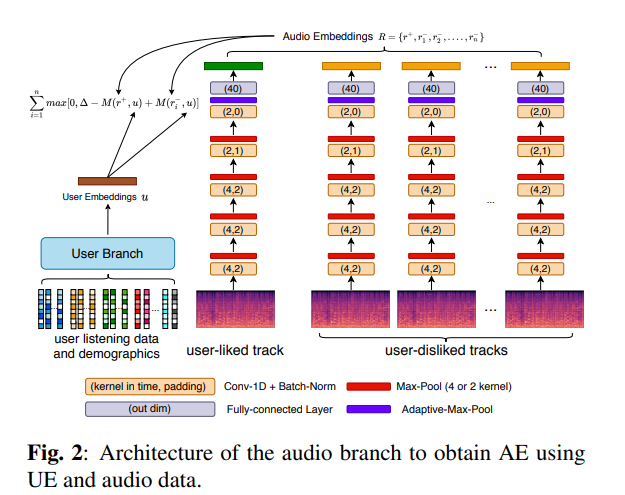 Audio Embeddings R = {r⁺, r₁⁻, r₂⁻, . . . . , rₙ⁻}
(40) (40) (40) ... (40)
∑ⁿᵢ₌₁ max[0, Δ − M(r⁺, u) + M(rᵢ⁻, u)]
(2,0) (2,0) (2,0) (2,0)
(2,1) (2,1) (2,1) (2,1)
(4,2) (4,2) (4,2) (4,2)
User Embeddings u
...
(4,2) (4,2) (4,2) (4,2)
User Branch
(4,2) (4,2) (4,2) (4,2)
... ... ...
user listening data
and demographics
user-liked track
user-disliked tracks
(kernel in time, padding) Conv-1D + Batch-Norm Max-Pool (4 or 2 kernel)
(out dim) Fully-connected Layer Adaptive-Max-Pool
Fig. 2: Architecture of the audio branch to obtain AE using
UE and audio data.